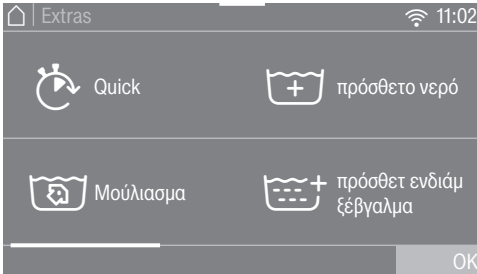 Extras
11:02
Quick
πρόσθετο νερό
Μούλιασμα
πρόσθετ ενδιάμ
ξέβγαλμα
OK